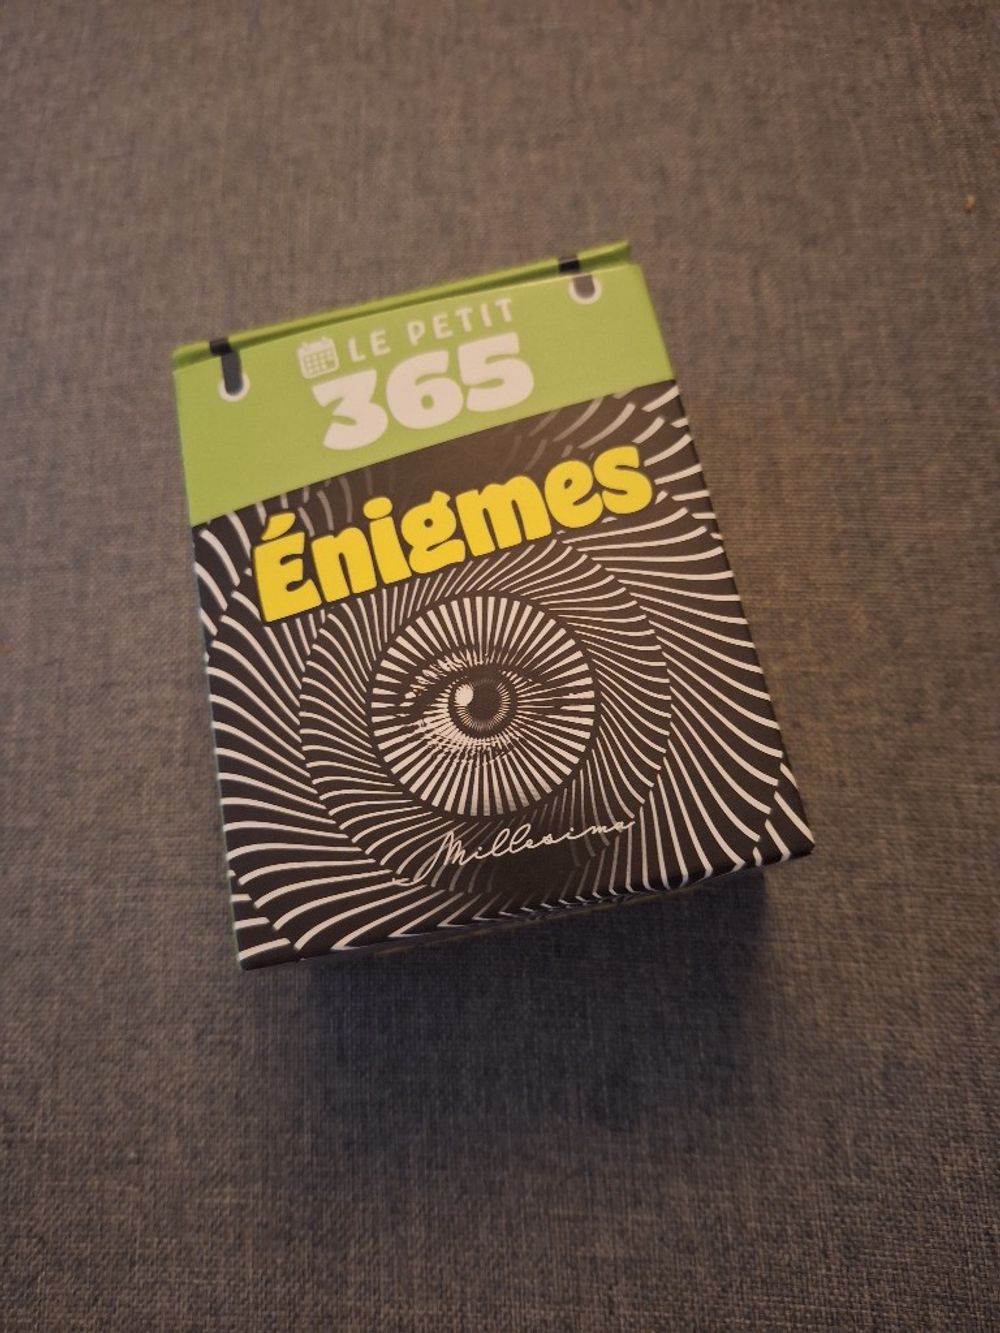 LE PETIT
365
Énigmes
Millesima